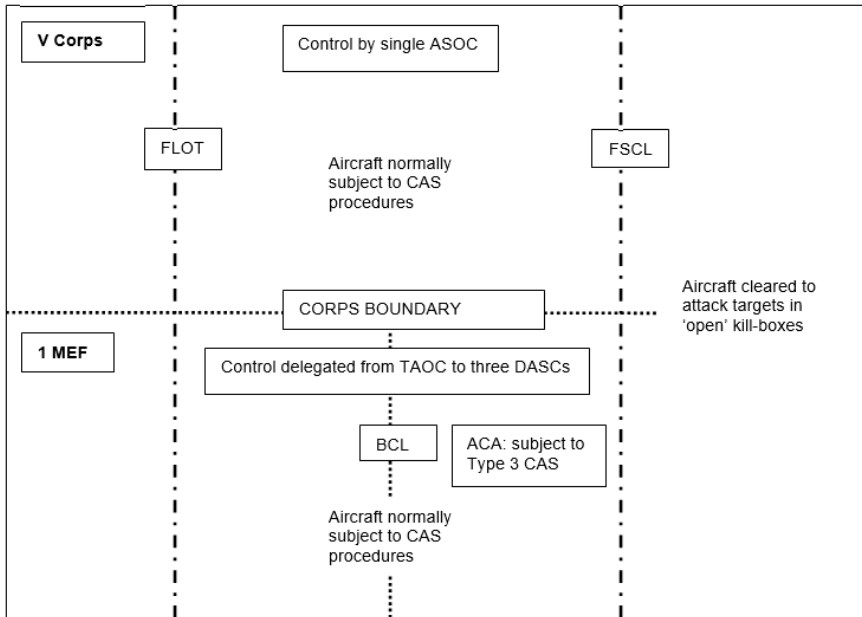 V Corps
Control by single ASOC
FLOT
FSCL
Aircraft normally
subject to CAS
procedures
Aircraft cleared to
attack targets in
‘open’ kill-boxes
CORPS BOUNDARY
1 MEF
Control delegated from TAOC to three DASCs
BCL
ACA: subject to
Type 3 CAS
Aircraft normally
subject to CAS
procedures